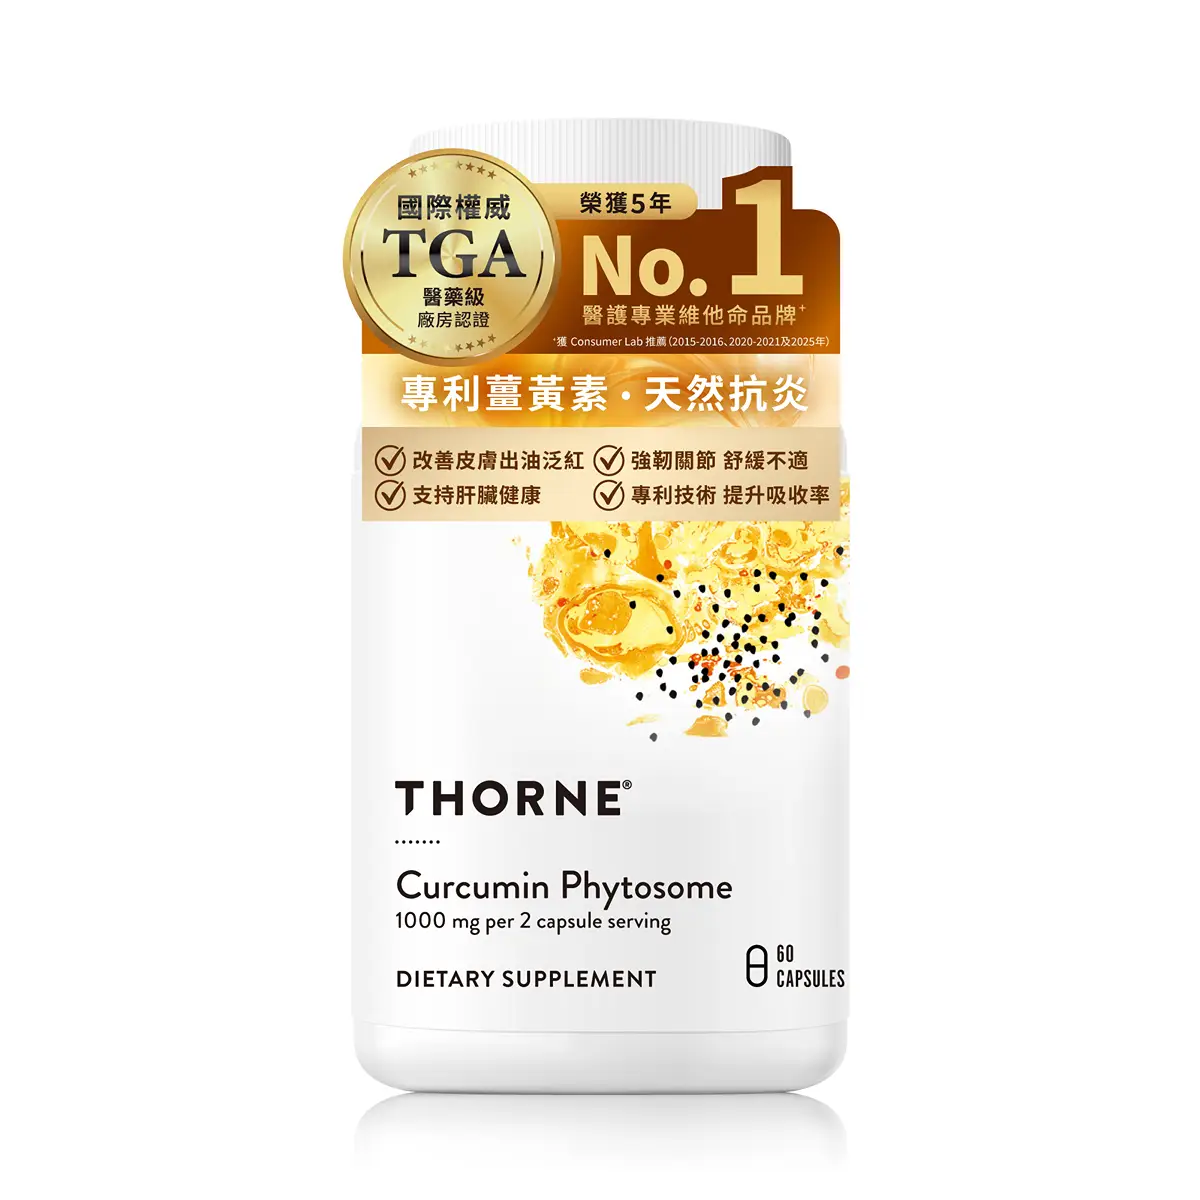 國際權威
TGA
醫藥級
廠房認證
榮獲5年
No.1
醫護專業維他命品牌+
+獲 Consumer Lab 推薦 (2015-2016、2020-2021及2025年)
專利薑黃素・天然抗炎
改善皮膚出油泛紅
強韌關節 舒緩不適
支持肝臟健康
專利技術 提升吸收率
THORNE®
Curcumin Phytosome
1000 mg per 2 capsule serving
DIETARY SUPPLEMENT
60
CAPSULES